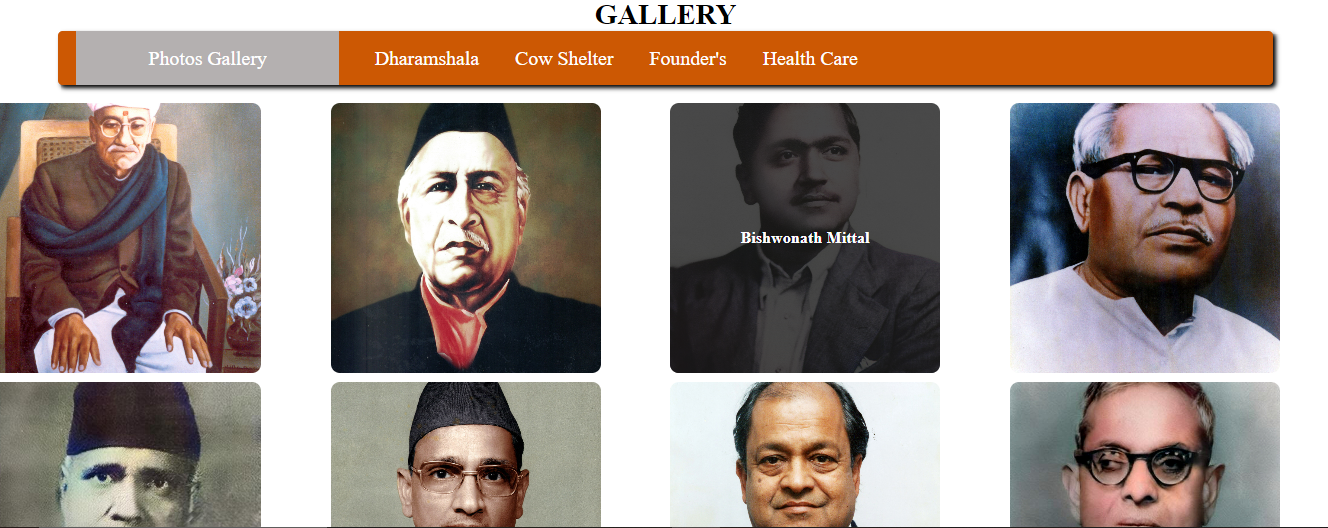 GALLERY
Photos Gallery Dharamshala Cow Shelter Founder's Health Care
Bishwonath Mittal